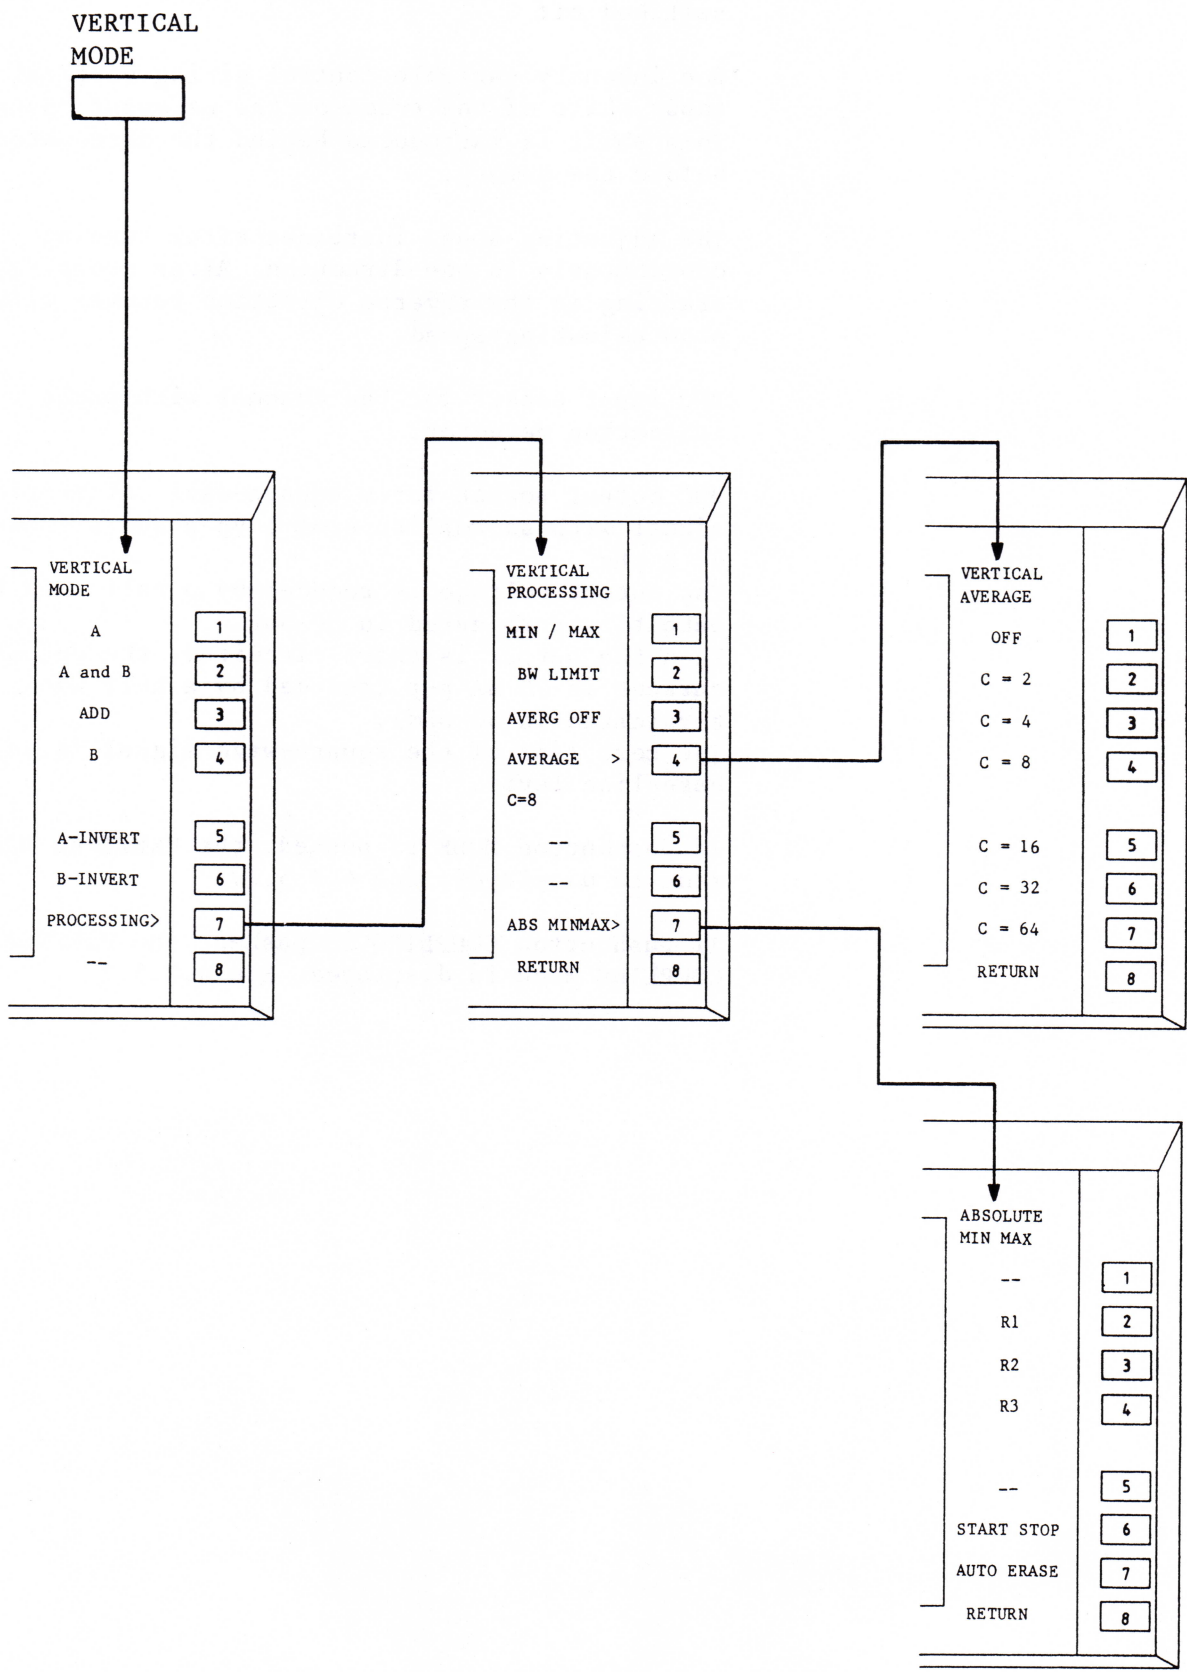 VERTICAL
MODE
VERTICAL
MODE
A 1
A and B 2
ADD 3
B 4
A-INVERT 5
B-INVERT 6
PROCESSING> 7
-- 8
VERTICAL
PROCESSING
MIN / MAX 1
BW LIMIT 2
AVERG OFF 3
AVERAGE > 4
C=8
-- 5
-- 6
ABS MINMAX> 7
RETURN 8
VERTICAL
AVERAGE
OFF 1
C = 2 2
C = 4 3
C = 8 4
C = 16 5
C = 32 6
C = 64 7
RETURN 8
ABSOLUTE
MIN MAX
-- 1
R1 2
R2 3
R3 4
-- 5
START STOP 6
AUTO ERASE 7
RETURN 8